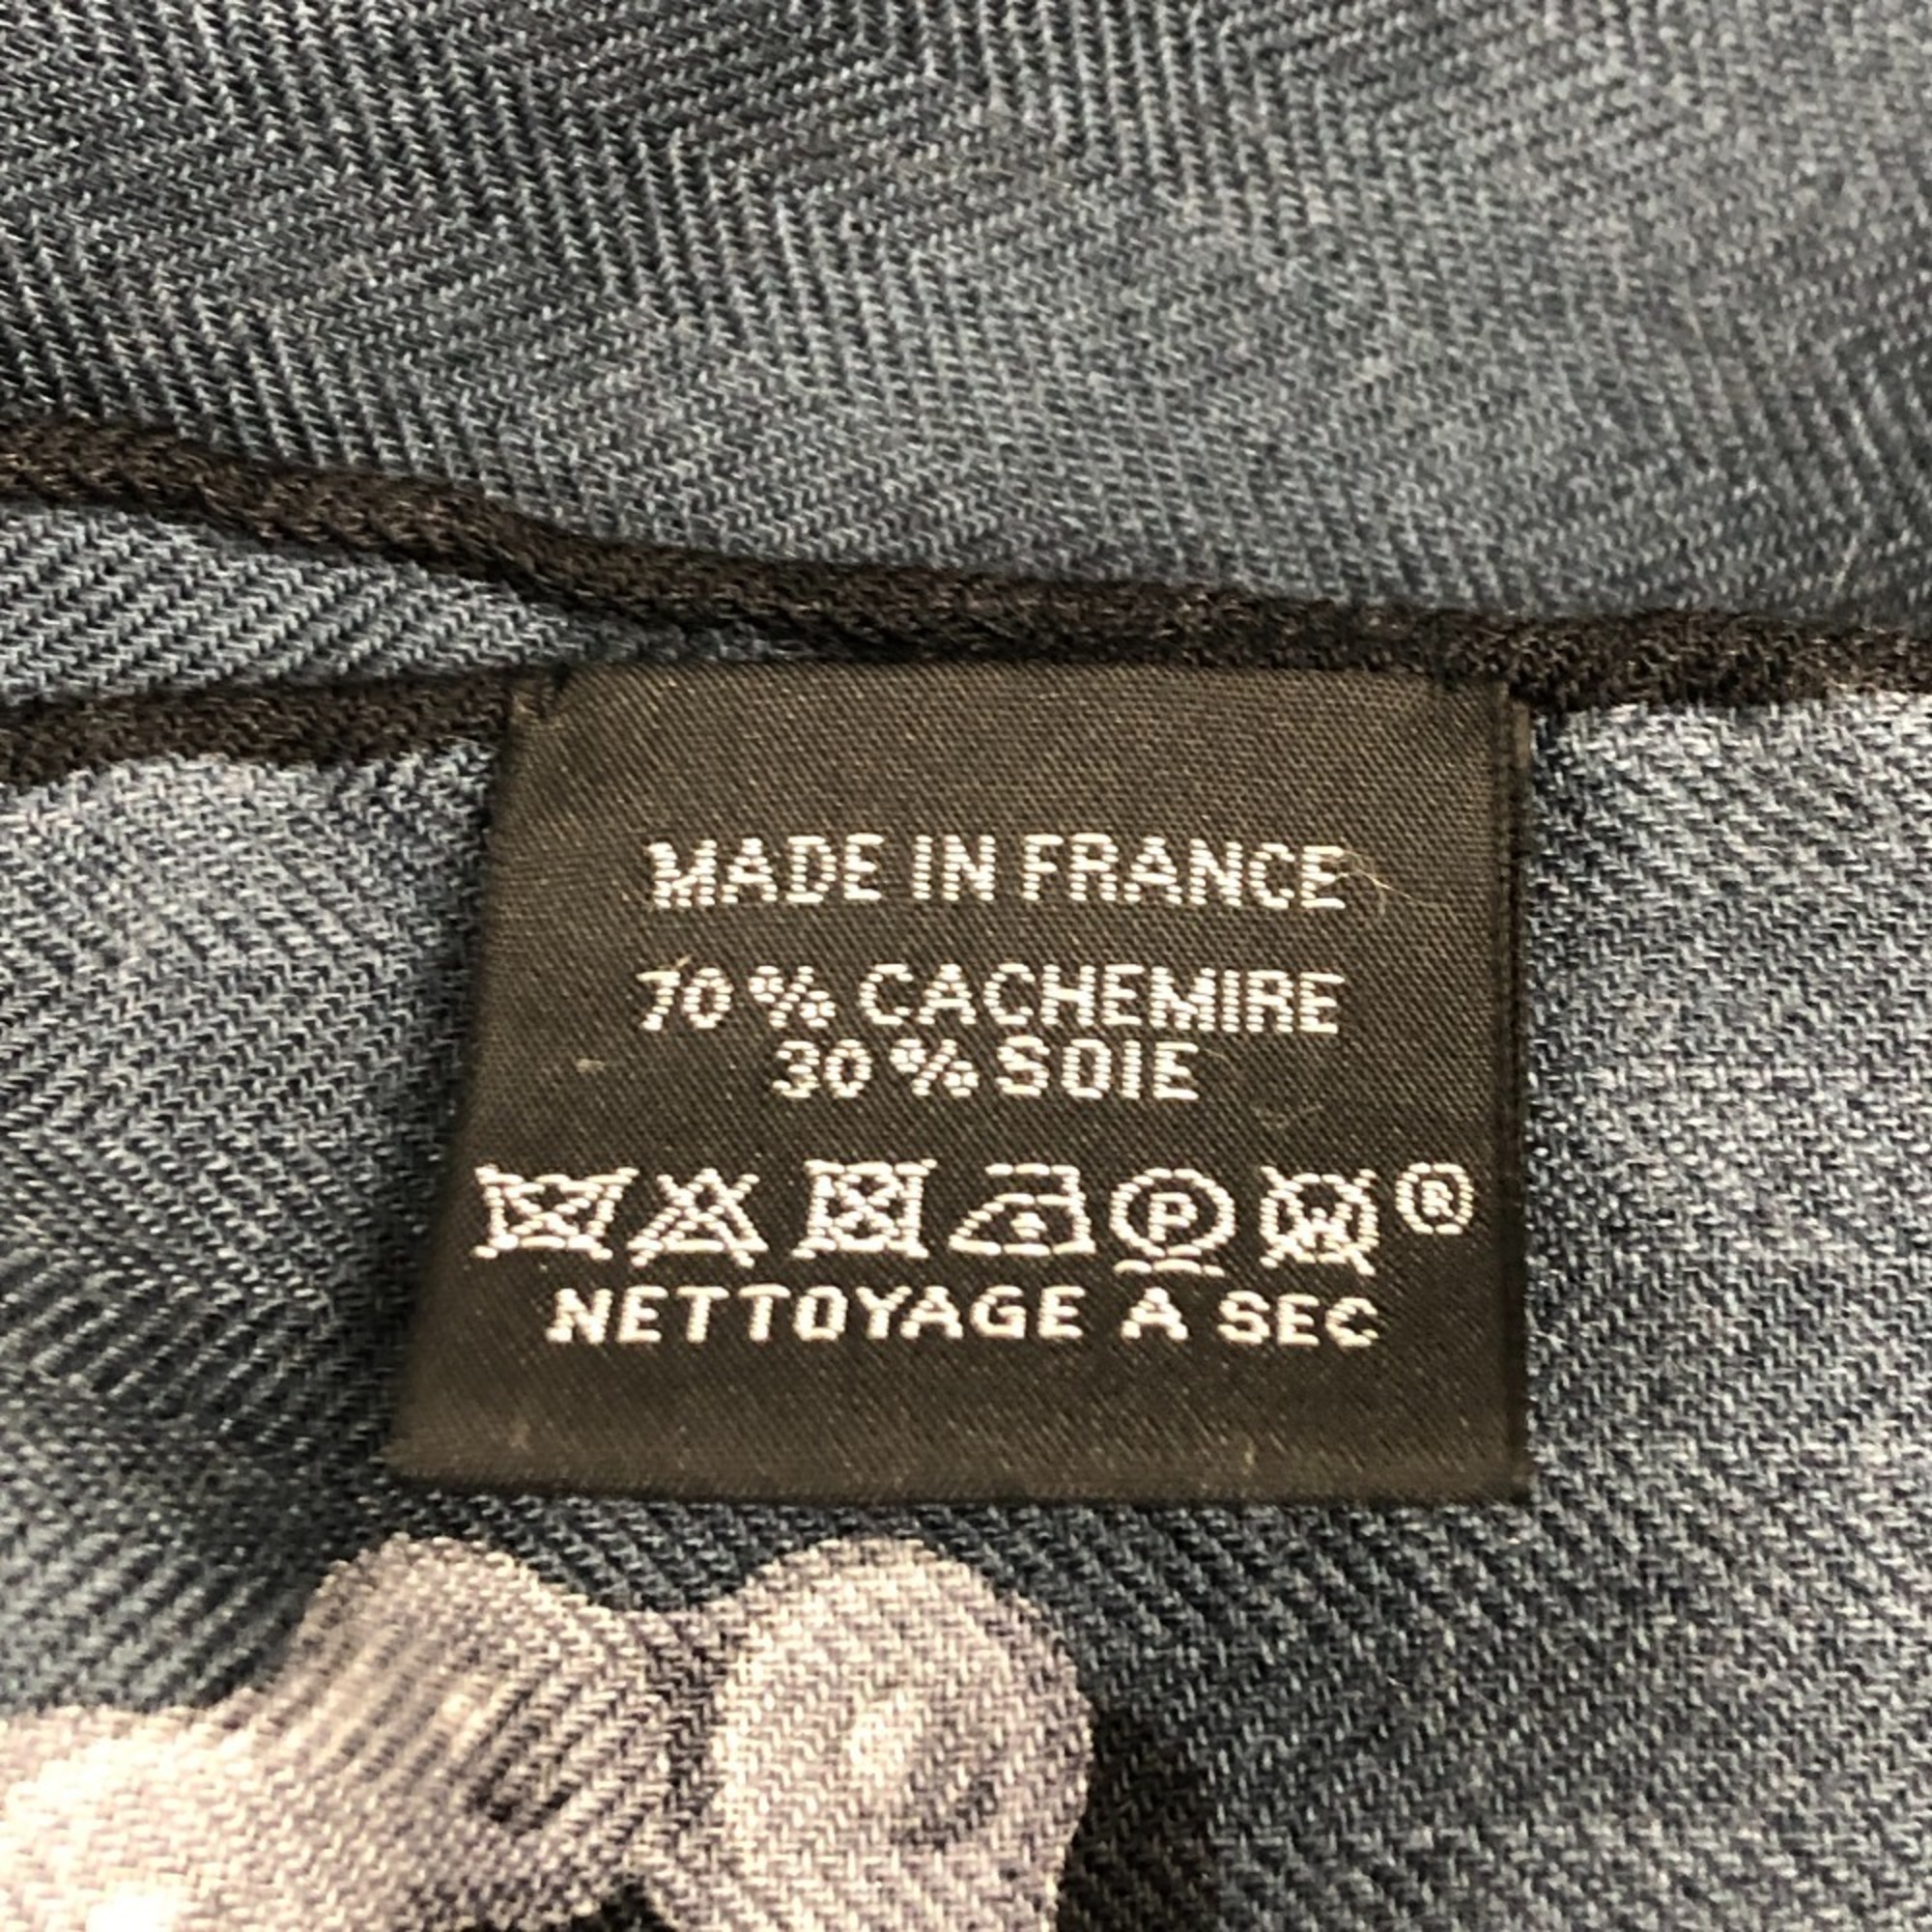 MADE IN FRANCE
70 % CACHEMIRE
30 % SOIE
P W ®
NETTOYAGE A SEC